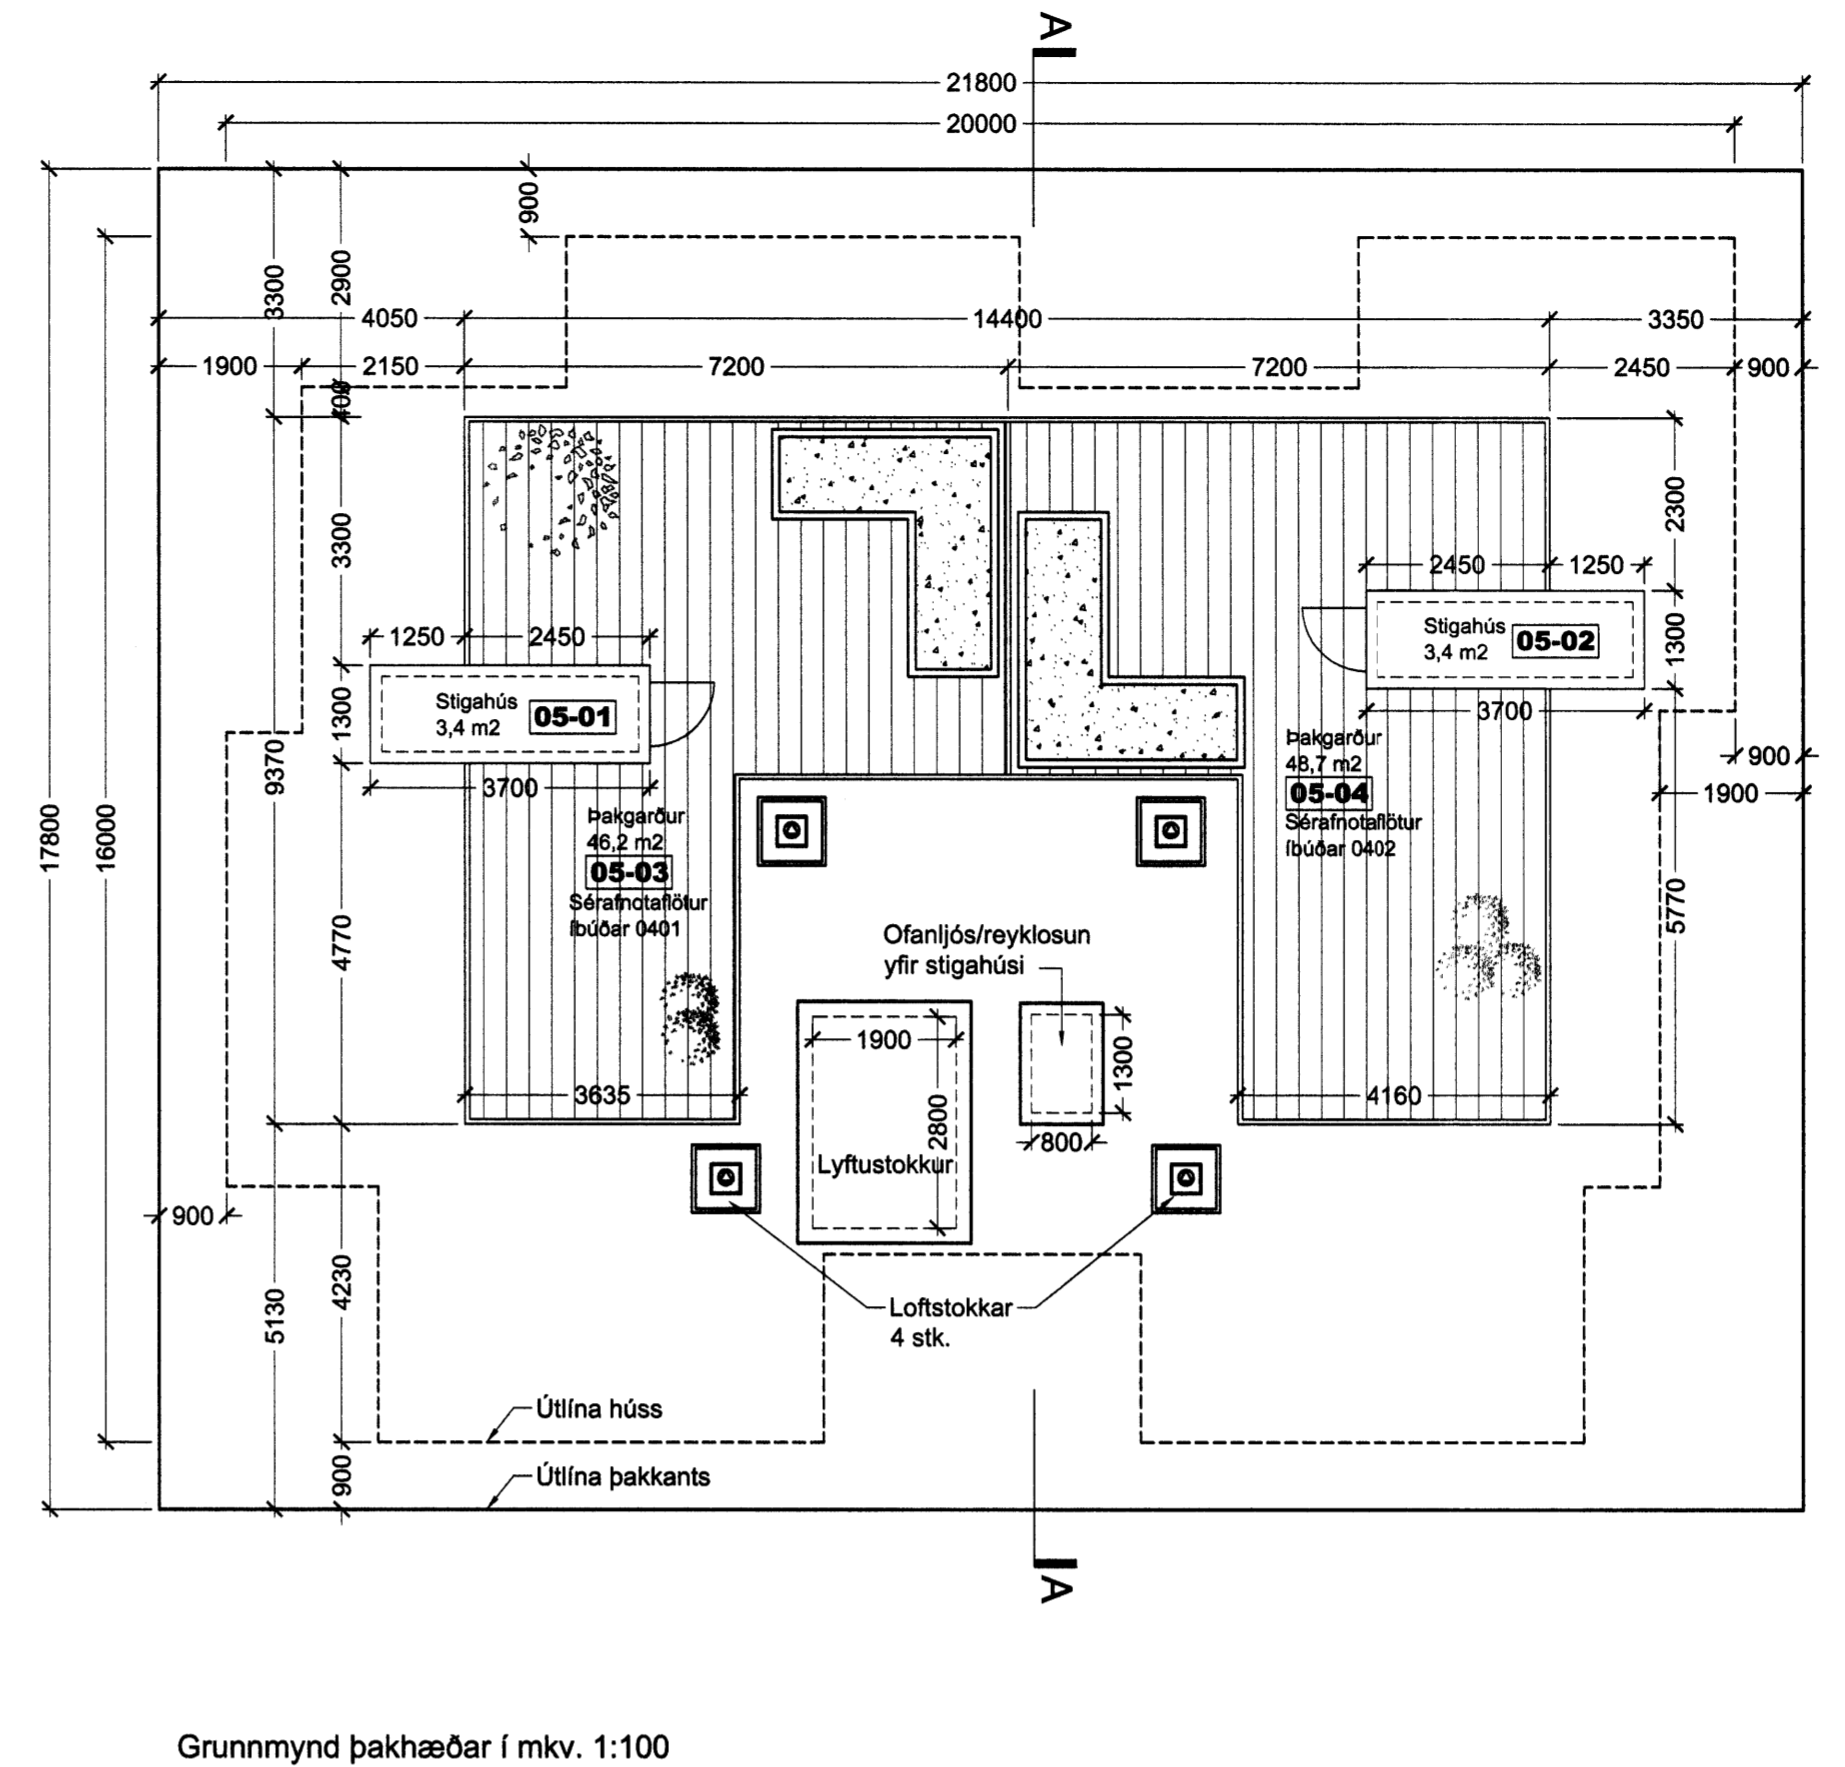 A
21800
20000
900
3300
2900
4050
14400
3350
1900
2150
7200
7200
2450
900
400
3300
2300
2450
1250
1250
2450
Stigahús
3,4 m2
05-02
1300
1300
Stigahús
3,4 m2
05-01
3700
3700
9370
17800
16000
Þakgarður
48,7 m2
05-04
Sérafnotaflötur
íbúðar 0402
900
1900
Þakgarður
46,2 m2
05-03
Sérafnotaflötur
íbúðar 0401
4770
5770
Ofanljós/reyklosun
yfir stigahúsi
1900
1300
3635
2800
4160
800
Lyftustokkur
900
4230
5130
Loftstokkar
4 stk.
Útlína húss
900
Útlína þakkants
A
Grunnmynd þakhæðar í mkv. 1:100